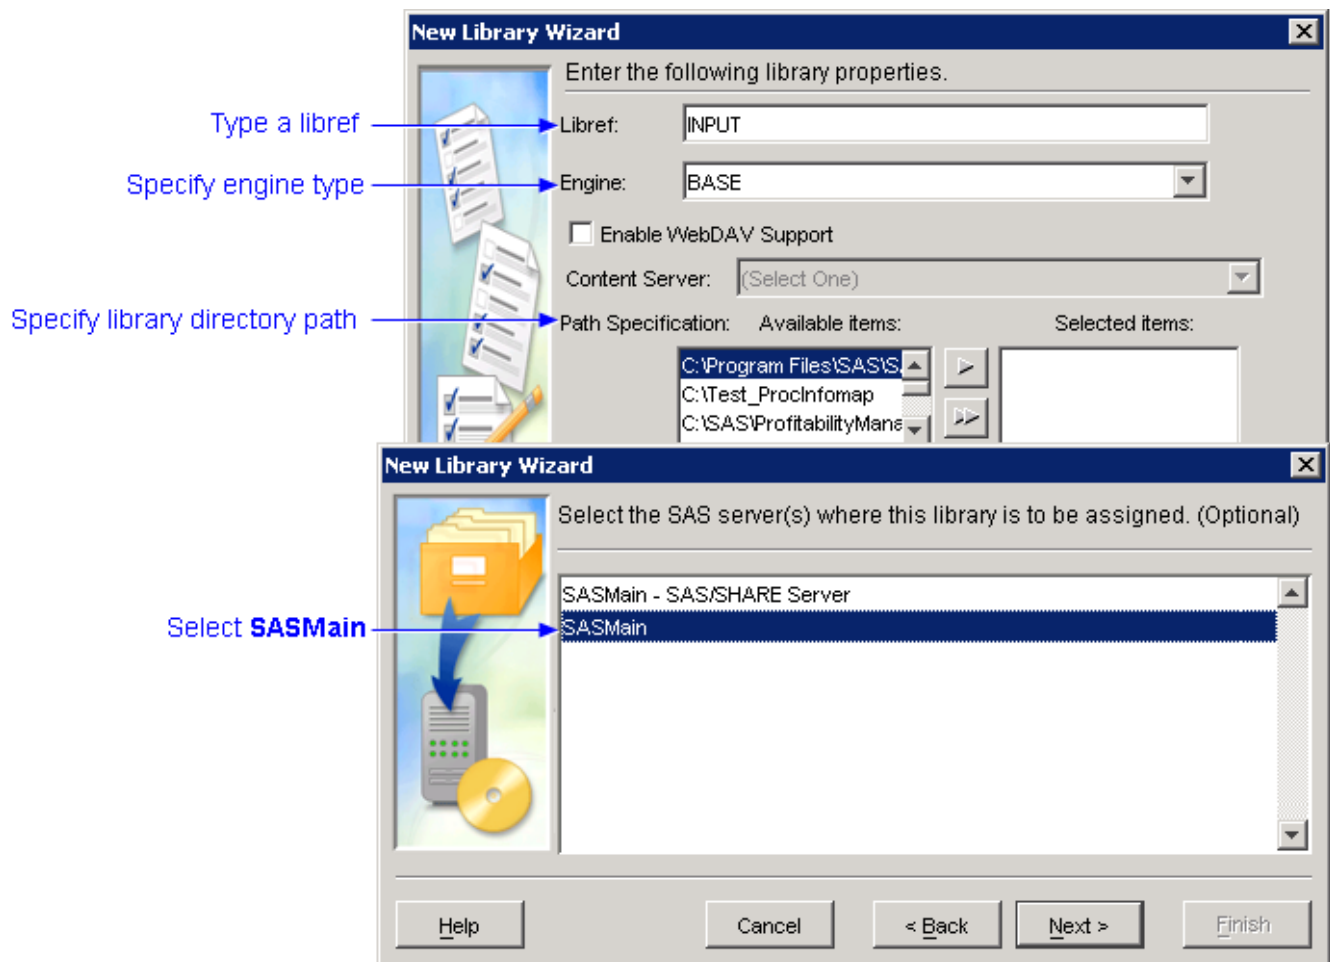 New Library Wizard
Enter the following library properties.
Type a libref
Libref: INPUT
Specify engine type
Engine: BASE
Enable WebDAV Support
Content Server: (Select One)
Specify library directory path
Path Specification: Available items: Selected items:
C:\Program Files\SAS\S
C:\Test_ProcInfomap
C:\SAS\ProfitabilityMana
New Library Wizard
Select the SAS server(s) where this library is to be assigned. (Optional)
SASMain - SAS/SHARE Server
Select SASMain
SASMain
Help Cancel < Back Next > Finish